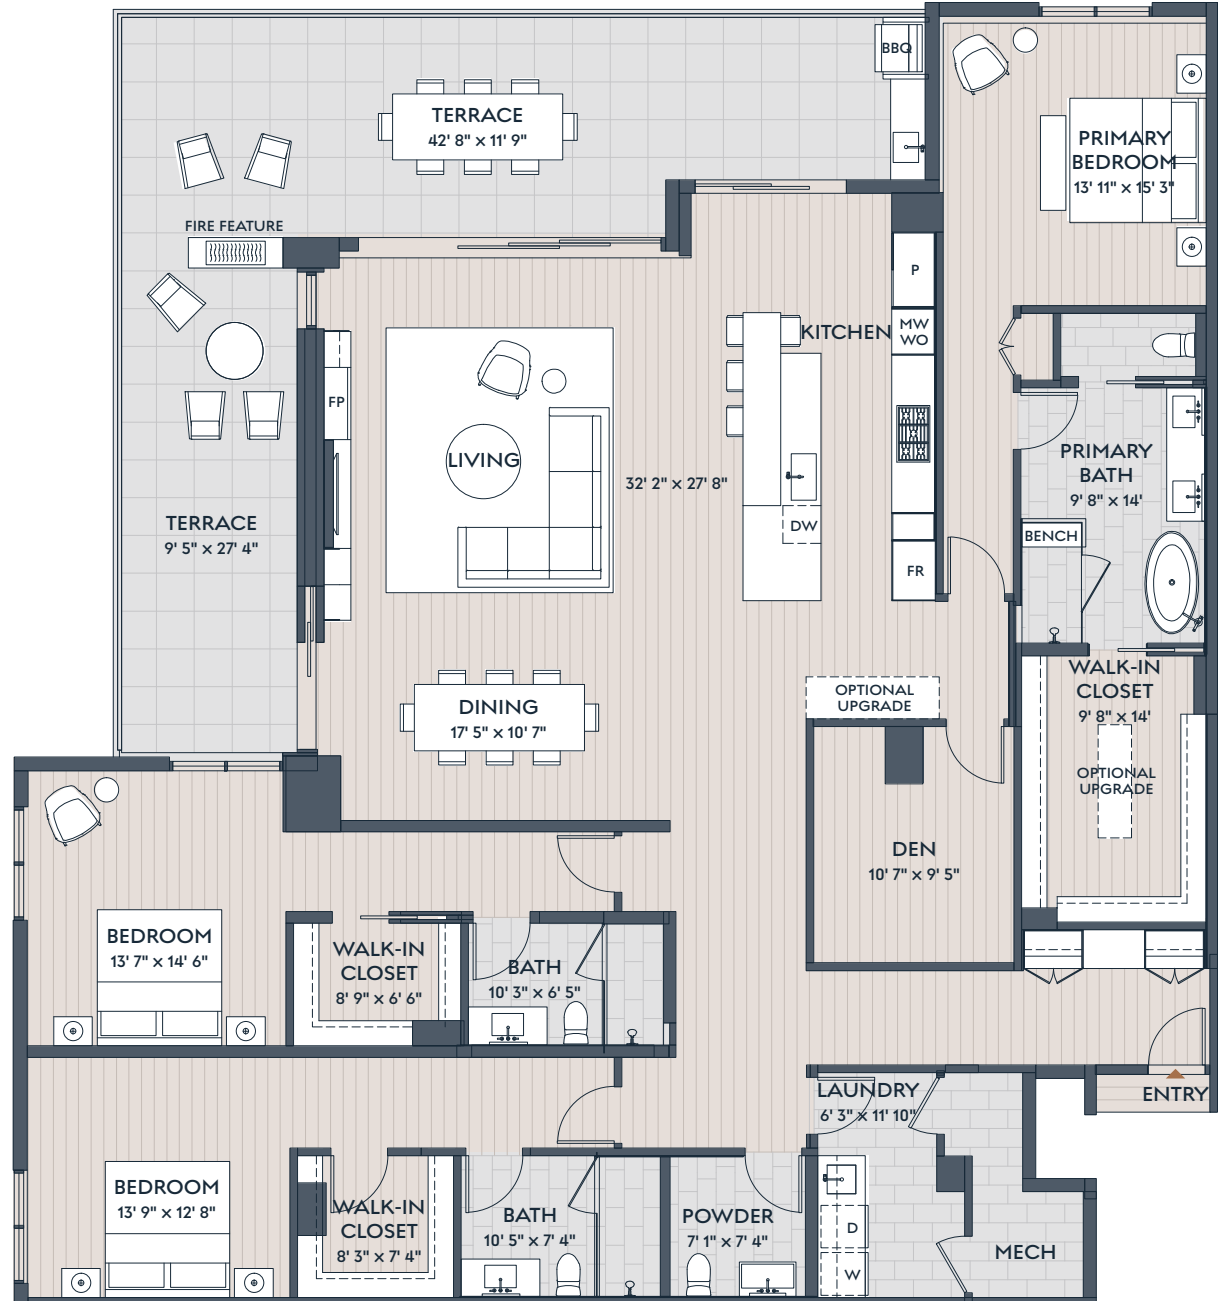 BBQ
TERRACE
42' 8" x 11' 9"
PRIMARY
BEDROOM
13' 11" x 15' 3"
FIRE FEATURE
P
KITCHEN
MW
WO
FP
LIVING
32' 2" x 27' 8"
PRIMARY
BATH
9' 8" x 14'
TERRACE
9' 5" x 27' 4"
DW
BENCH
FR
WALK-IN
CLOSET
9' 8" x 14'
OPTIONAL
UPGRADE
DINING
17' 5" x 10' 7"
OPTIONAL
UPGRADE
DEN
10' 7" x 9' 5"
BEDROOM
13' 7" x 14' 6"
WALK-IN
CLOSET
8' 9" x 6' 6"
BATH
10' 3" x 6' 5"
LAUNDRY
6' 3" x 11' 10"
ENTRY
BEDROOM
13' 9" x 12' 8"
WALK-IN
CLOSET
8' 3" x 7' 4"
BATH
10' 5" x 7' 4"
POWDER
7' 1" x 7' 4"
D
W
MECH